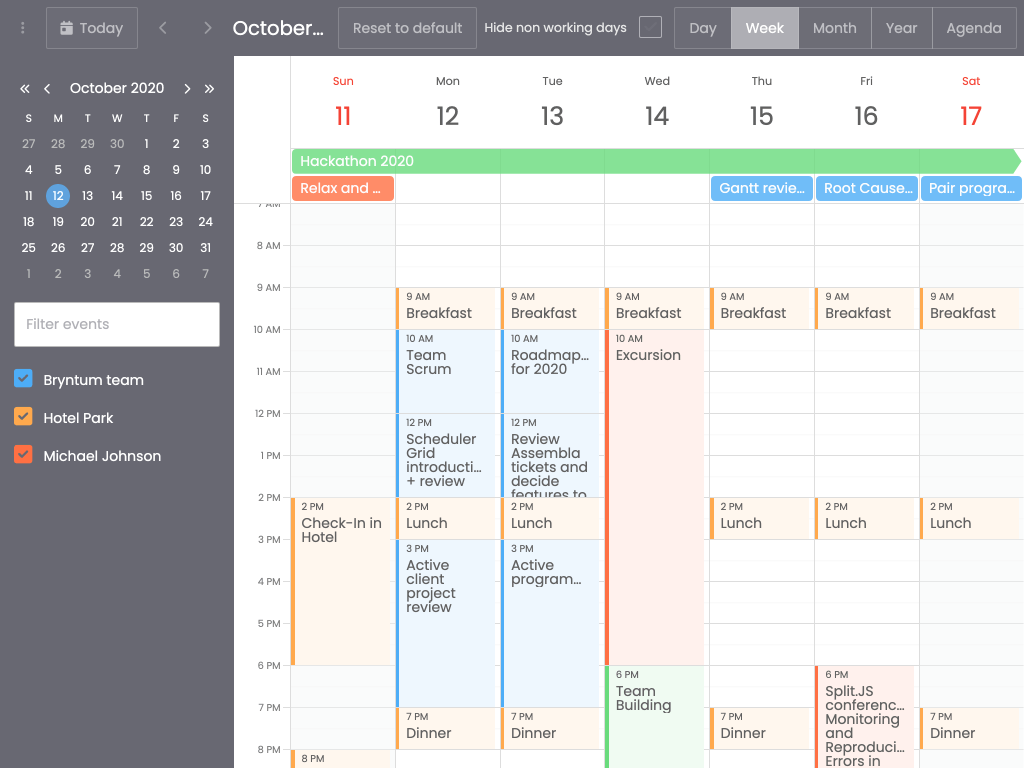 Today
October...
Reset to default
Hide non working days
Day
Week
Month
Year
Agenda
October 2020
S M T W T F S
27 28 29 30 1 2 3
4 5 6 7 8 9 10
11 12 13 14 15 16 17
18 19 20 21 22 23 24
25 26 27 28 29 30 31
1 2 3 4 5 6 7
Filter events
Bryntum team
Hotel Park
Michael Johnson
Sun Mon Tue Wed Thu Fri Sat
11 12 13 14 15 16 17
Hackathon 2020
Relax and ...
Gantt revie...
Root Cause...
Pair progra...
7 AM
8 AM
9 AM
10 AM
11 AM
12 PM
1 PM
2 PM
3 PM
4 PM
5 PM
6 PM
7 PM
8 PM
2 PM
Check-In in
Hotel
8 PM
9 AM
Breakfast
10 AM
Team
Scrum
12 PM
Scheduler
Grid
introducti...
+ review
2 PM
Lunch
3 PM
Active
client
project
review
7 PM
Dinner
9 AM
Breakfast
10 AM
Roadmap...
for 2020
12 PM
Review
Assembla
tickets and
decide
features to
2 PM
Lunch
3 PM
Active
program...
7 PM
Dinner
9 AM
Breakfast
10 AM
Excursion
6 PM
Team
Building
9 AM
Breakfast
2 PM
Lunch
7 PM
Dinner
9 AM
Breakfast
2 PM
Lunch
6 PM
Split.JS
conferenc...
Monitoring
and
Reproduci...
Errors in
9 AM
Breakfast
2 PM
Lunch
7 PM
Dinner